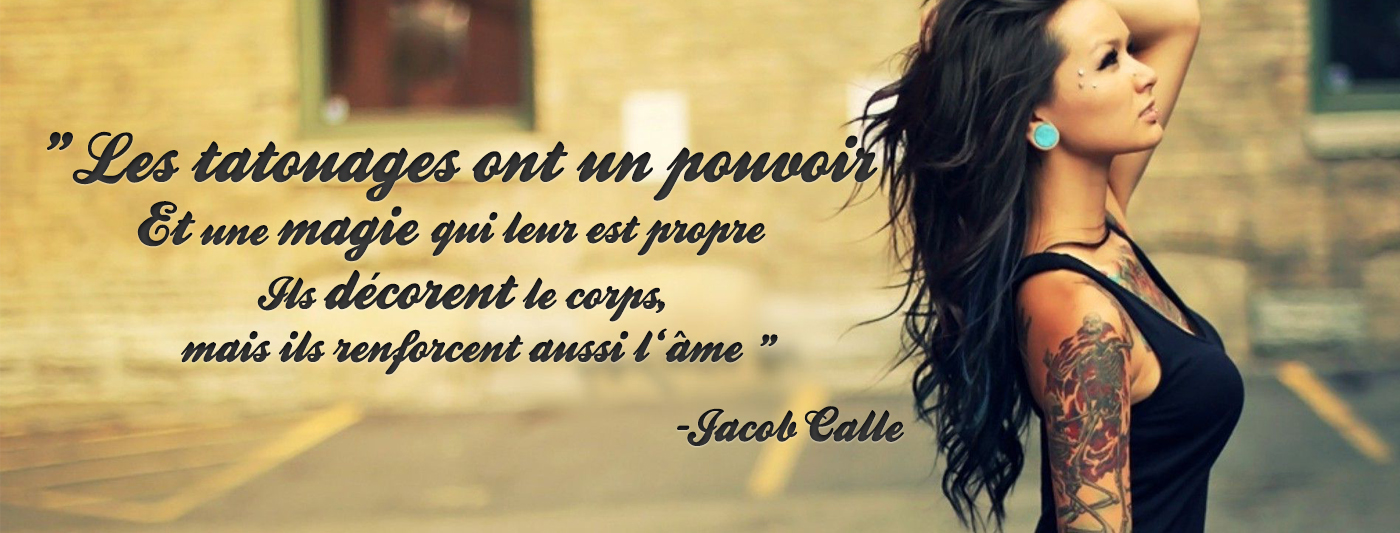 ” Les tatouages ont un pouvoir
Et une magie qui leur est propre
Ils décorent le corps,
mais ils renforcent aussi l‘âme ”
-Jacob Calle